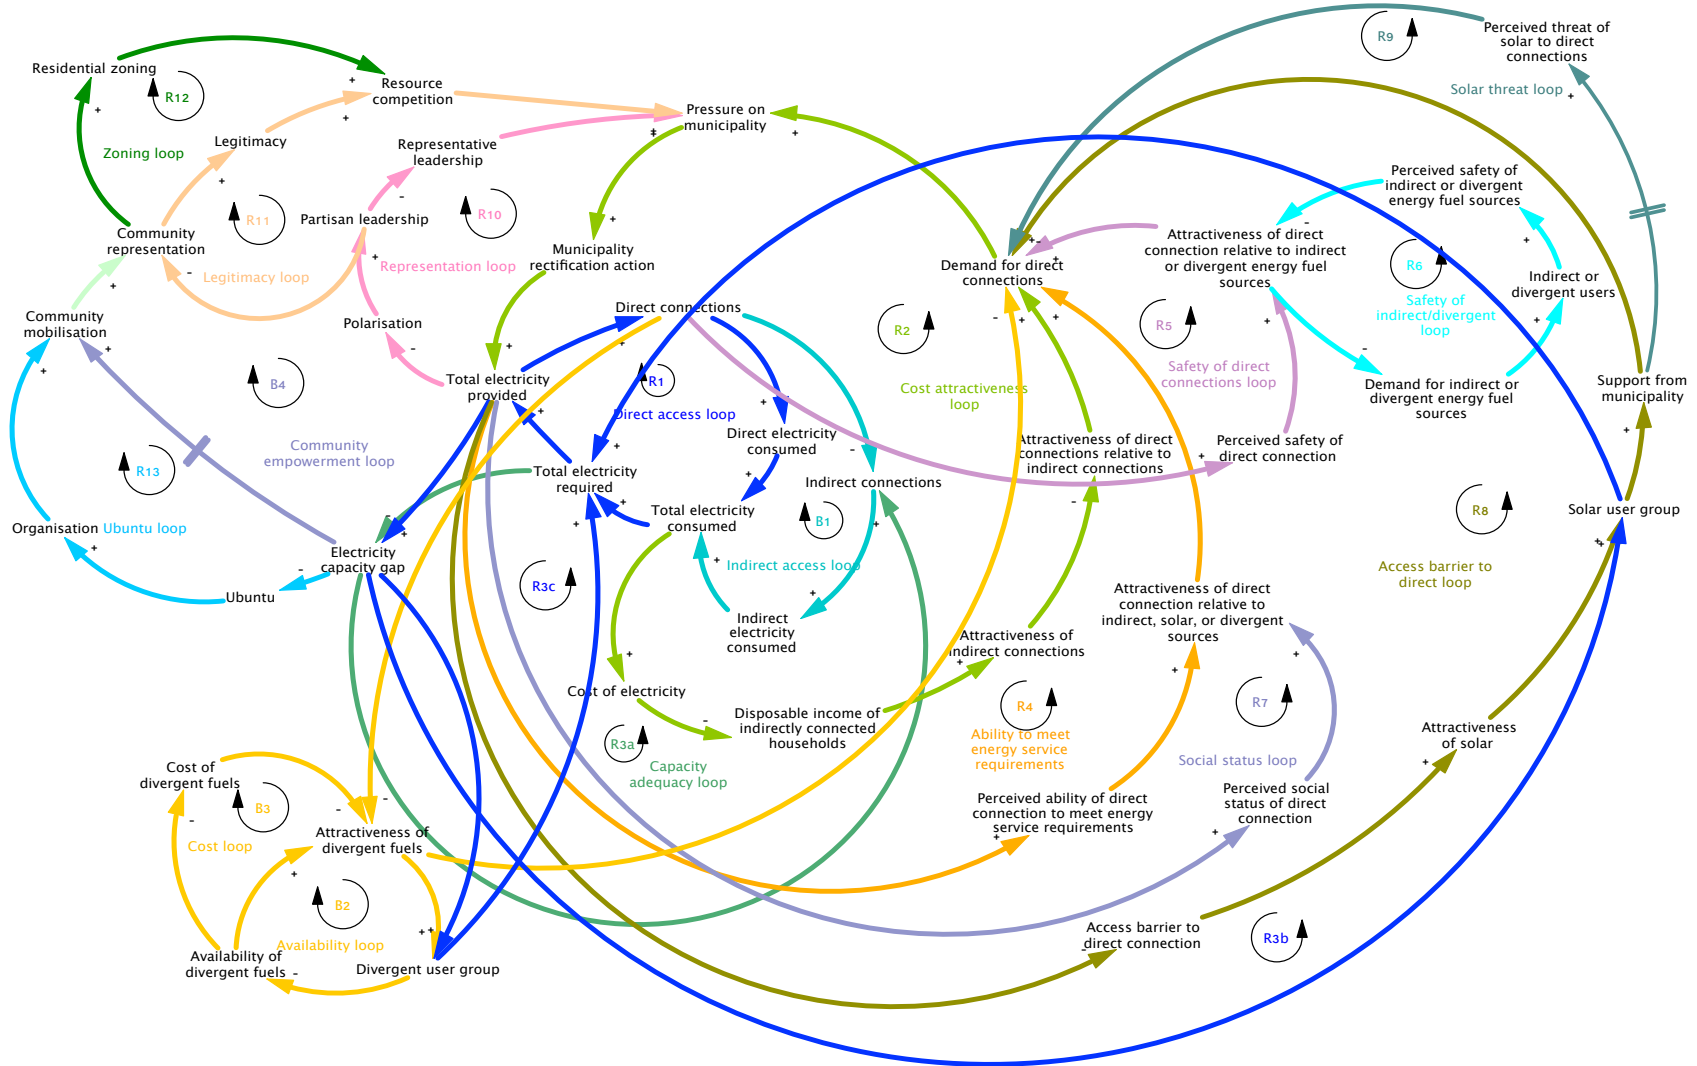 Perceived threat of
solar to direct
connections
R9
Solar threat loop
+
Residential zoning
R12
+
+
Zoning loop
Resource
competition
+
Legitimacy
+
Pressure on
municipality
+
‡
Representative
leadership
-
Partisan leadership
R11
R10
+
Representation loop
Legitimacy loop
-
Community
representation
+
Community
mobilisation
+
+
Polarisation
-
Municipality
rectification action
+
Direct connections
Demand for direct
connections
+
-
+
-
+
+
Attractiveness of direct
connection relative to indirect
or divergent energy fuel
sources
Perceived safety of
indirect or divergent
energy fuel sources
-
+
R6
Indirect or
divergent users
Safety of
indirect/divergent
loop
+
R5
+
Safety of direct
connections loop
-
Demand for indirect or
divergent energy fuel
sources
Support from
municipality
+
R2
Cost attractiveness
loop
B4
Total electricity
provided
+
+
R1
Direct access loop
+
+
Direct electricity
consumed
+
-
Attractiveness of direct
connections relative to
indirect connections
-
Perceived safety of
direct connection
+
Community
empowerment loop
R13
Total electricity
required
+
+
Indirect connections
+
Total electricity
consumed
B1
+
Indirect access loop
+
Organisation
Ubuntu loop
+
Electricity
capacity gap
-
+
-
Ubuntu
R3c
Indirect
electricity
consumed
Solar user group
R8
Access barrier to
direct loop
+
+
Attractiveness of direct
connection relative to
indirect, solar, or divergent
sources
+
+
Attractiveness of
indirect connections
+
Cost of electricity
+
-
Disposable income of
indirectly connected
households
R3a
Capacity
adequacy loop
R4
Ability to meet
energy service
requirements
R7
Social status loop
Attractiveness
of solar
+
Perceived social
status of direct
connection
+
Perceived ability of direct
connection to meet energy
service requirements
+
Cost of
divergent fuels
-
B3
Cost loop
-
-
Attractiveness of
divergent fuels
+
B2
Availability loop
+
+
Availability of
divergent fuels
-
Divergent user group
Access barrier to
direct connection
-
R3b